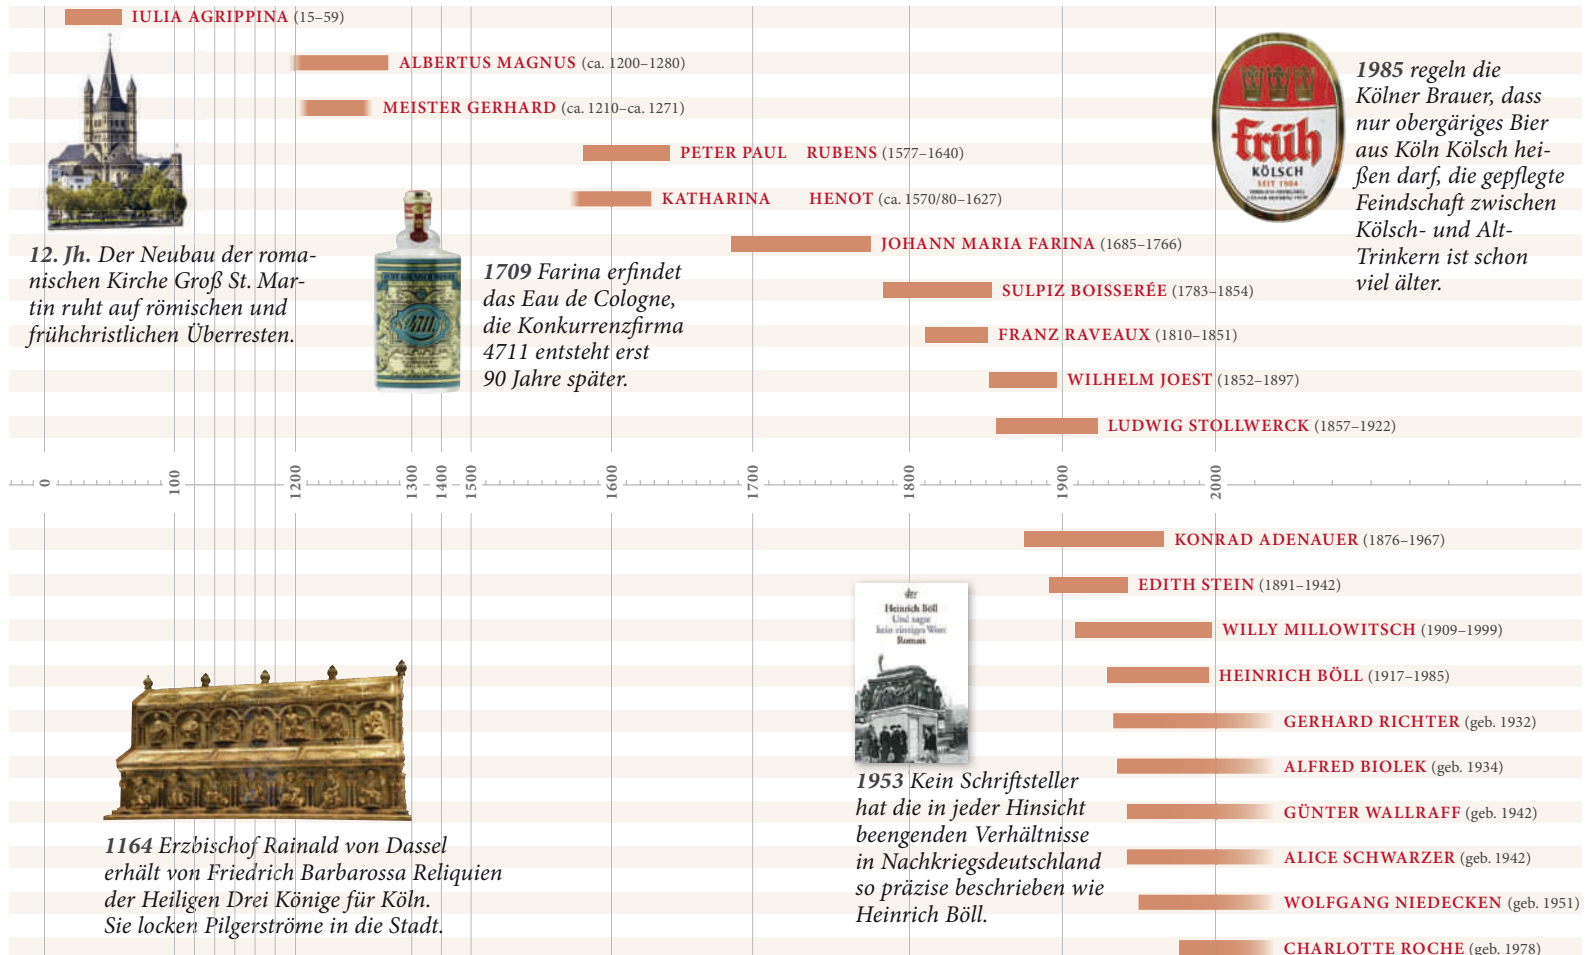 IULIA AGRIPPINA (15–59)
ALBERTUS MAGNUS (ca. 1200–1280)
MEISTER GERHARD (ca. 1210–ca. 1271)
PETER PAUL RUBENS (1577–1640)
KATHARINA HENOT (ca. 1570/80–1627)
JOHANN MARIA FARINA (1685–1766)
SULPIZ BOISSERÉE (1783–1854)
FRANZ RAVEAUX (1810–1851)
WILHELM JOEST (1852–1897)
LUDWIG STOLLWERCK (1857–1922)
12. Jh. Der Neubau der roma-
nischen Kirche Groß St. Mar-
tin ruht auf römischen und
frühchristlichen Überresten.
4711
1709 Farina erfindet
das Eau de Cologne,
die Konkurrenzfirma
4711 entsteht erst
90 Jahre später.
früh
KÖLSCH
SEIT 1904
1985 regeln die
Kölner Brauer, dass
nur obergäriges Bier
aus Köln Kölsch hei-
ßen darf, die gepflegte
Feindschaft zwischen
Kölsch- und Alt-
Trinkern ist schon
viel älter.
0 100 1200 1300 1400 1500 1600 1700 1800 1900 2000
KONRAD ADENAUER (1876–1967)
EDITH STEIN (1891–1942)
WILLY MILLOWITSCH (1909–1999)
HEINRICH BÖLL (1917–1985)
GERHARD RICHTER (geb. 1932)
ALFRED BIOLEK (geb. 1934)
GÜNTER WALLRAFF (geb. 1942)
ALICE SCHWARZER (geb. 1942)
WOLFGANG NIEDECKEN (geb. 1951)
CHARLOTTE ROCHE (geb. 1978)
dtv
Heinrich Böll
Und sagte
kein einziges Wort
Roman
1953 Kein Schriftsteller
hat die in jeder Hinsicht
beengenden Verhältnisse
in Nachkriegsdeutschland
so präzise beschrieben wie
Heinrich Böll.
1164 Erzbischof Rainald von Dassel
erhält von Friedrich Barbarossa Reliquien
der Heiligen Drei Könige für Köln.
Sie locken Pilgerströme in die Stadt.